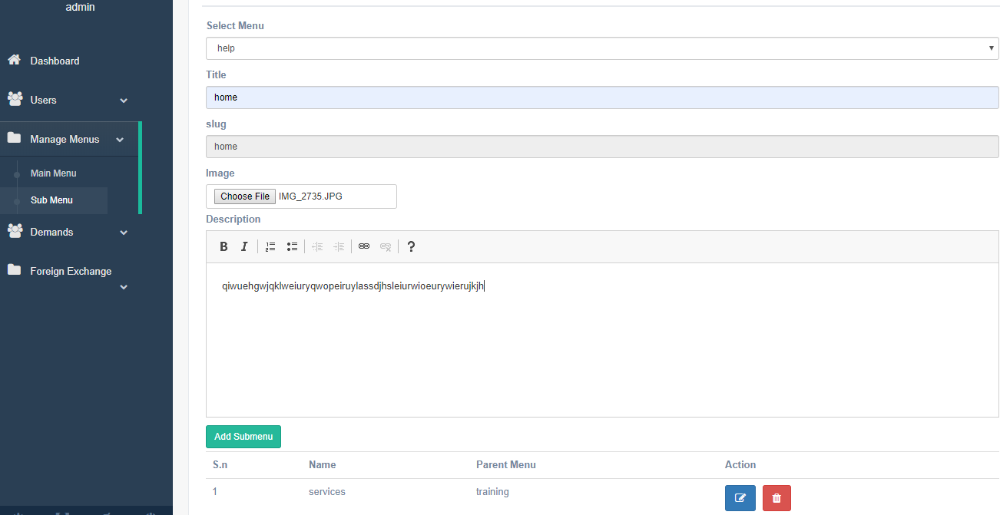 admin
Dashboard
Users
Manage Menus
Main Menu
Sub Menu
Demands
Foreign Exchange
Select Menu
help
Title
home
slug
home
Image
Choose File IMG_2735.JPG
Description
B I ?
qiwuehgwjqklweiuryqwopeiruylassdjhsleiurwioeurywierujkjh
Add Submenu
S.n Name Parent Menu Action
1 services training